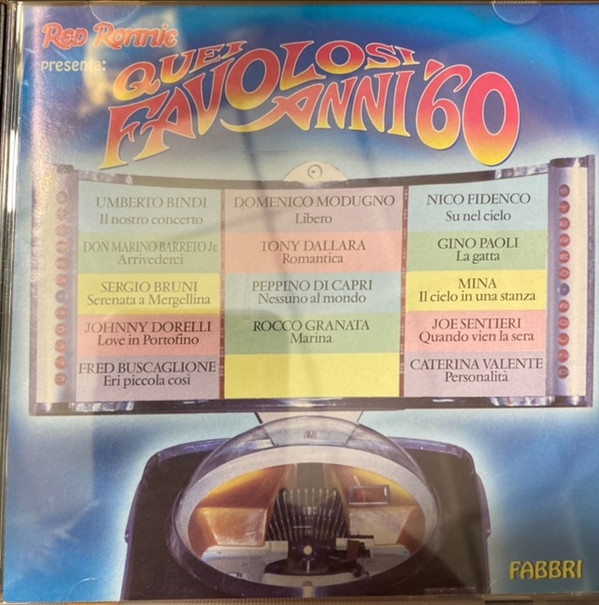 Red Ronnie
presenta:
QUEI
FAVOLOSI
ANNI '60
UMBERTO BINDI
Il nostro concerto
DON MARINO BARRETO Jr.
Arrivederci
SERGIO BRUNI
Serenata a Mergellina
JOHNNY DORELLI
Love in Portofino
FRED BUSCAGLIONE
Eri piccola così
DOMENICO MODUGNO
Libero
TONY DALLARA
Romantica
PEPPINO DI CAPRI
Nessuno al mondo
ROCCO GRANATA
Marina
NICO FIDENCO
Su nel cielo
GINO PAOLI
La gatta
MINA
Il cielo in una stanza
JOE SENTIERI
Quando vien la sera
CATERINA VALENTE
Personalità
FABBRI